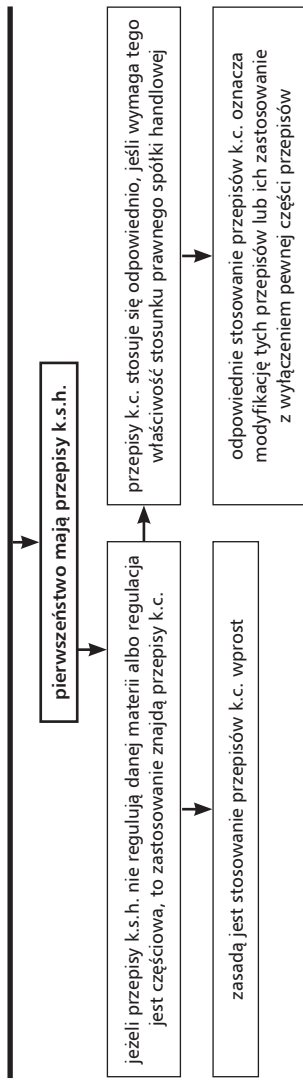 pierwszeństwo mają przepisy k.s.h.
jeżeli przepisy k.s.h. nie regulują danej materii albo regulacja
jest częściowa, to zastosowanie znajdą przepisy k.c.
przepisy k.c. stosuje się odpowiednio, jeśli wymaga tego
właściwość stosunku prawnego spółki handlowej
zasadą jest stosowanie przepisów k.c. wprost
odpowiednie stosowanie przepisów k.c. oznacza
modyfikację tych przepisów lub ich zastosowanie
z wyłączeniem pewnej części przepisów